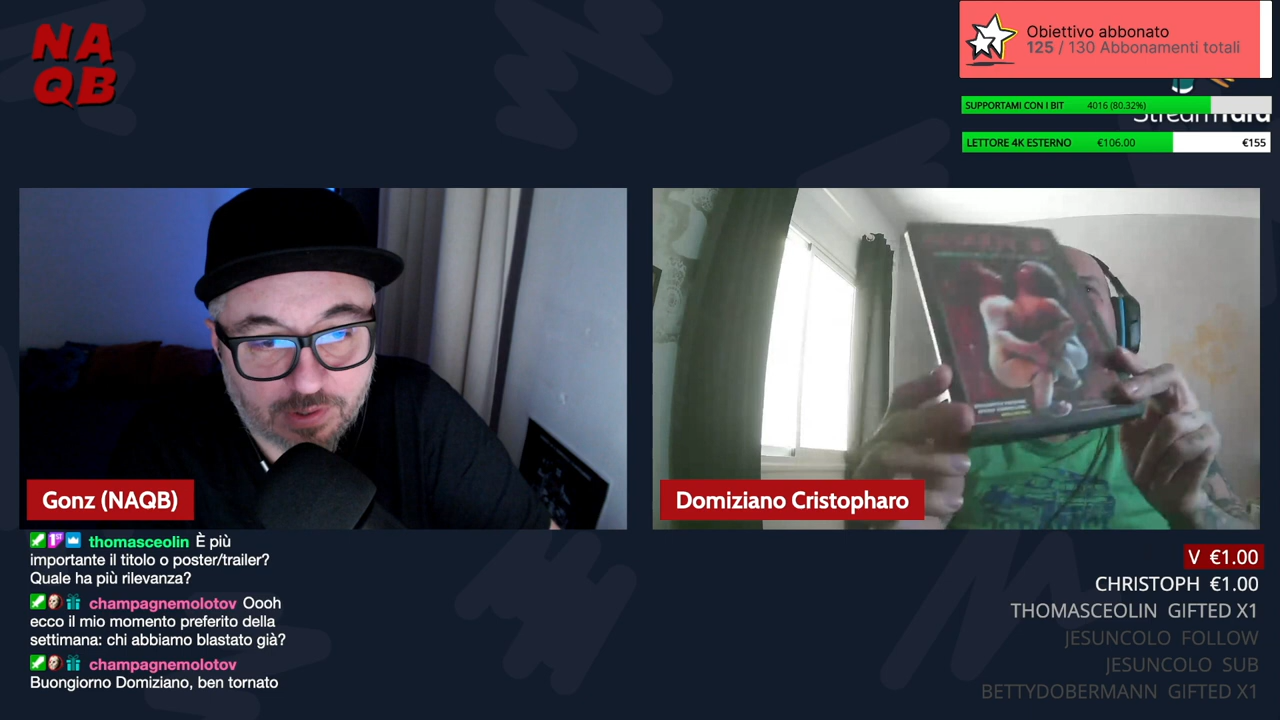 NA
QB
Obiettivo abbonato
125 / 130 Abbonamenti totali
SUPPORTAMI CON I BIT 4016 (80.32%)
LETTORE 4K ESTERNO €106.00 €155
Gonz (NAQB)
Domiziano Cristopharo
thomasceolin È più
importante il titolo o poster/trailer?
Quale ha più rilevanza?
champagnemolotov Oooh
ecco il mio momento preferito della
settimana: chi abbiamo blastato già?
champagnemolotov
Buongiorno Domiziano, ben tornato
V €1.00
CHRISTOPH €1.00
THOMASCEOLIN GIFTED X1
JESUNCOLO FOLLOW
JESUNCOLO SUB
BETTYDOBERMANN GIFTED X1